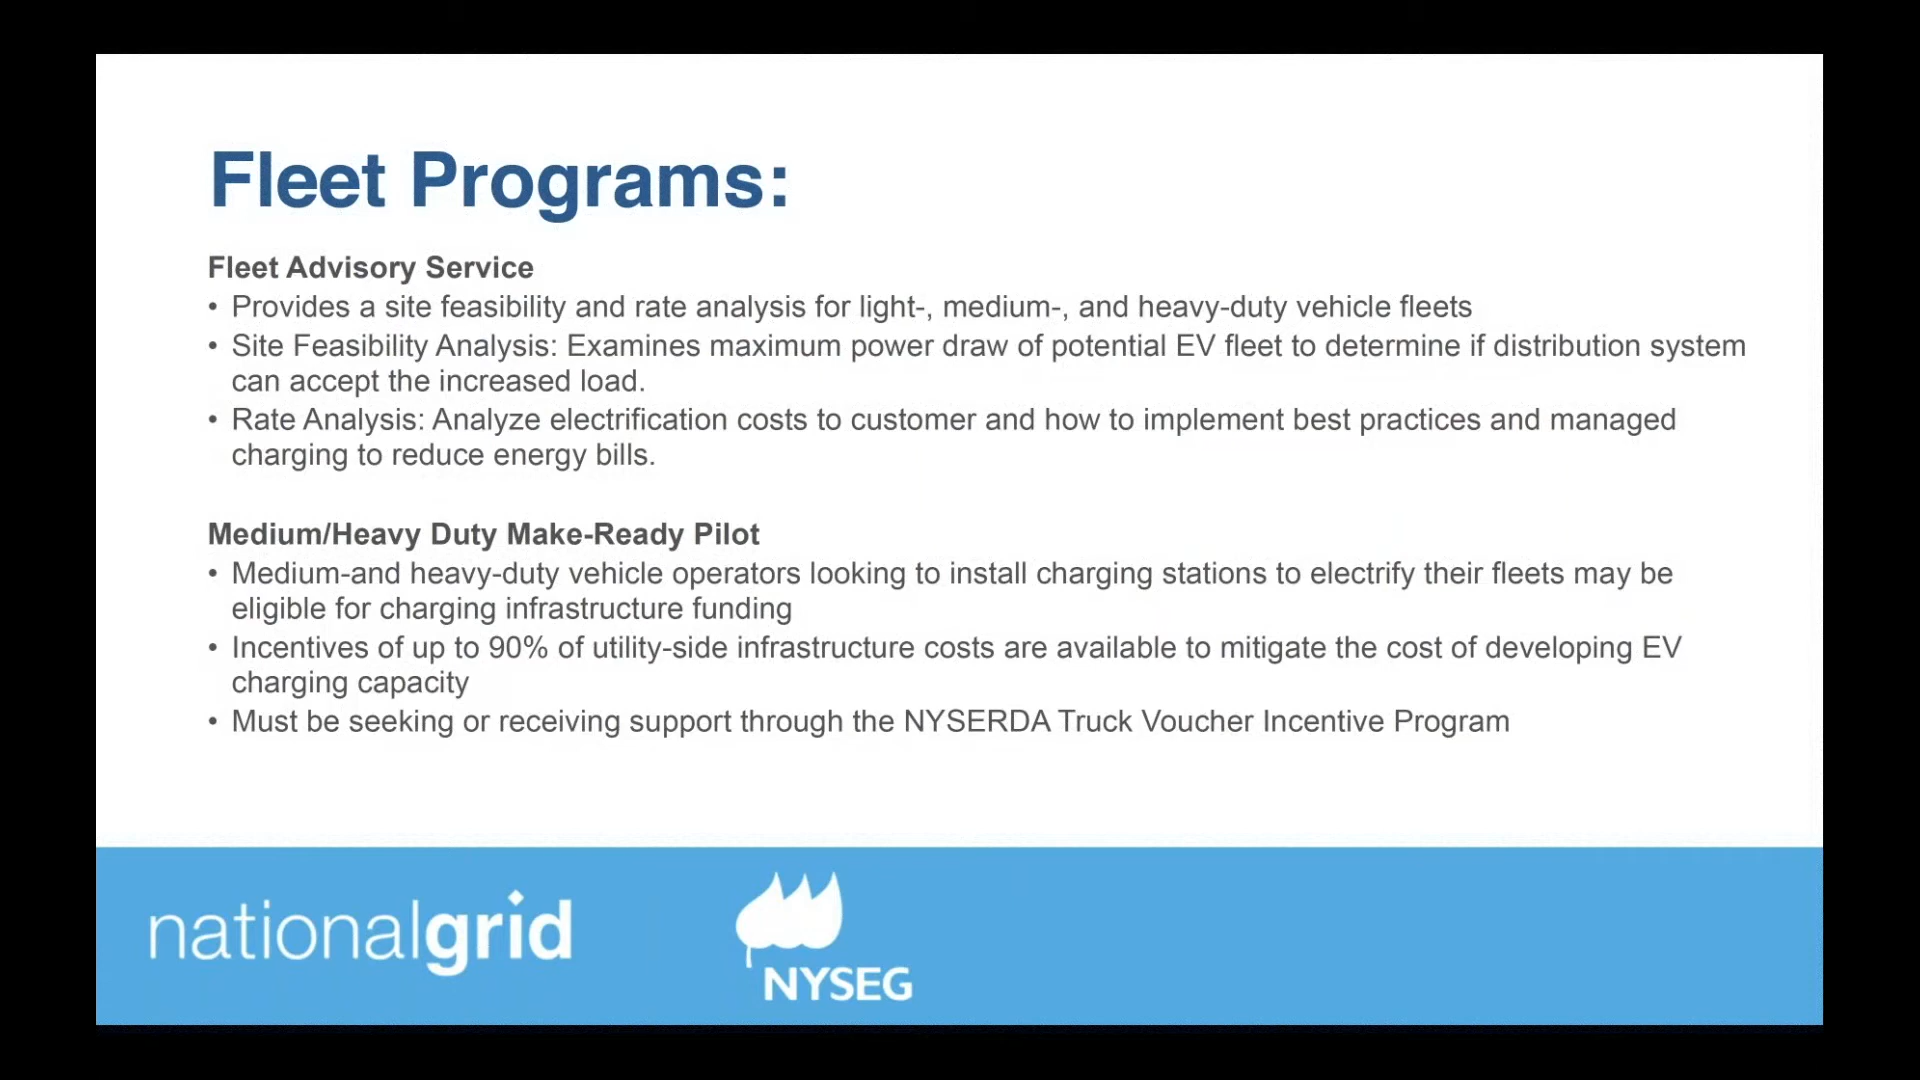 Fleet Programs:
Fleet Advisory Service
• Provides a site feasibility and rate analysis for light-, medium-, and heavy-duty vehicle fleets
• Site Feasibility Analysis: Examines maximum power draw of potential EV fleet to determine if distribution system
can accept the increased load.
• Rate Analysis: Analyze electrification costs to customer and how to implement best practices and managed
charging to reduce energy bills.
Medium/Heavy Duty Make-Ready Pilot
• Medium-and heavy-duty vehicle operators looking to install charging stations to electrify their fleets may be
eligible for charging infrastructure funding
• Incentives of up to 90% of utility-side infrastructure costs are available to mitigate the cost of developing EV
charging capacity
• Must be seeking or receiving support through the NYSERDA Truck Voucher Incentive Program
nationalgrid
NYSEG